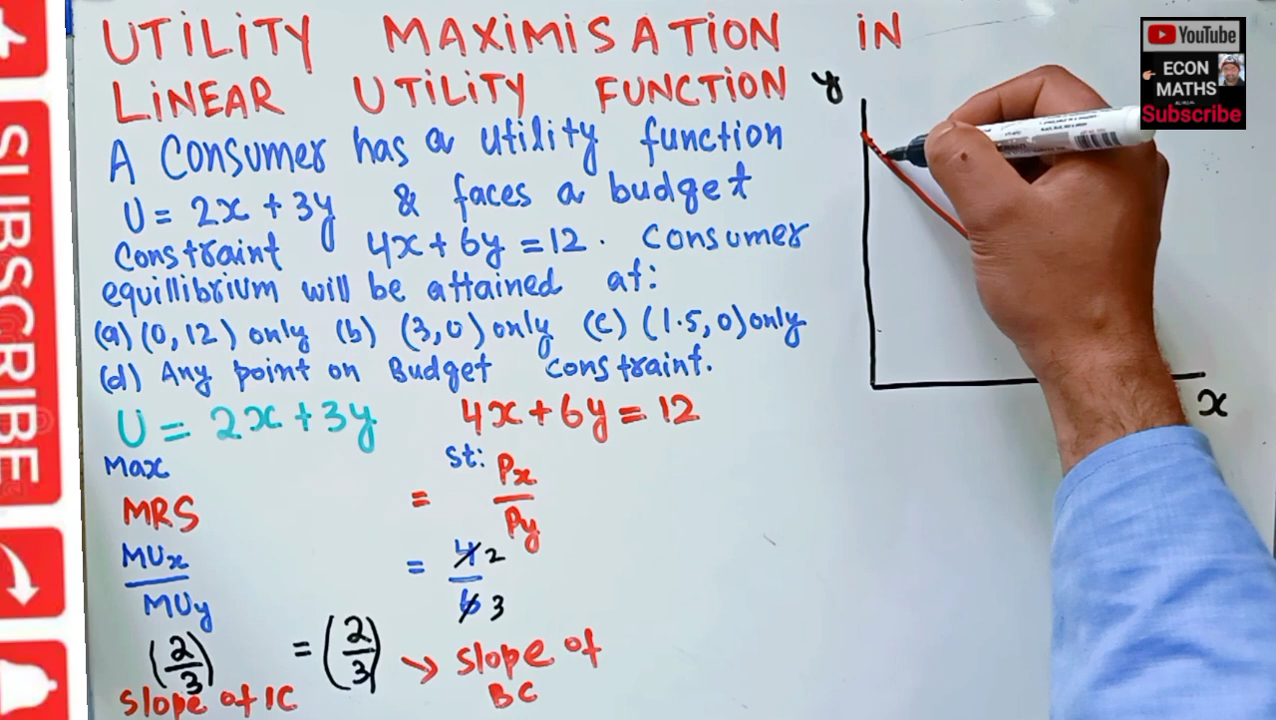 UTILITY MAXIMISATION IN
LINEAR UTILITY FUNCTION
A Consumer has a utility function
U = 2x + 3y & faces a budget
Constraint 4x + 6y = 12. Consumer
equillibrium will be attained at:
(a) (0,12) only (b) (3,0) only (c) (1.5,0) only
(d) Any point on Budget constraint.
U = 2x + 3y 4x + 6y = 12
Max st:
MRS = Px/Py
MUx/MUy = 4/6 2/3
(2/3) = (2/3) → slope of BC
slope of IC
y
x
YouTube
ECON
MATHS
Subscribe
SUBSCRIBE